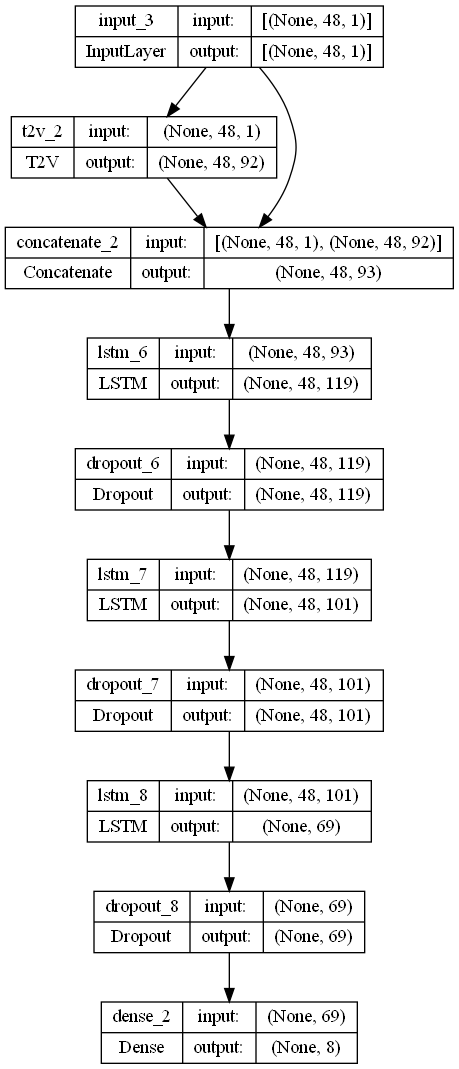 input_3 input: [(None, 48, 1)]
InputLayer output: [(None, 48, 1)]
t2v_2 input: (None, 48, 1)
T2V output: (None, 48, 92)
concatenate_2 input: [(None, 48, 1), (None, 48, 92)]
Concatenate output: (None, 48, 93)
lstm_6 input: (None, 48, 93)
LSTM output: (None, 48, 119)
dropout_6 input: (None, 48, 119)
Dropout output: (None, 48, 119)
lstm_7 input: (None, 48, 119)
LSTM output: (None, 48, 101)
dropout_7 input: (None, 48, 101)
Dropout output: (None, 48, 101)
lstm_8 input: (None, 48, 101)
LSTM output: (None, 69)
dropout_8 input: (None, 69)
Dropout output: (None, 69)
dense_2 input: (None, 69)
Dense output: (None, 8)